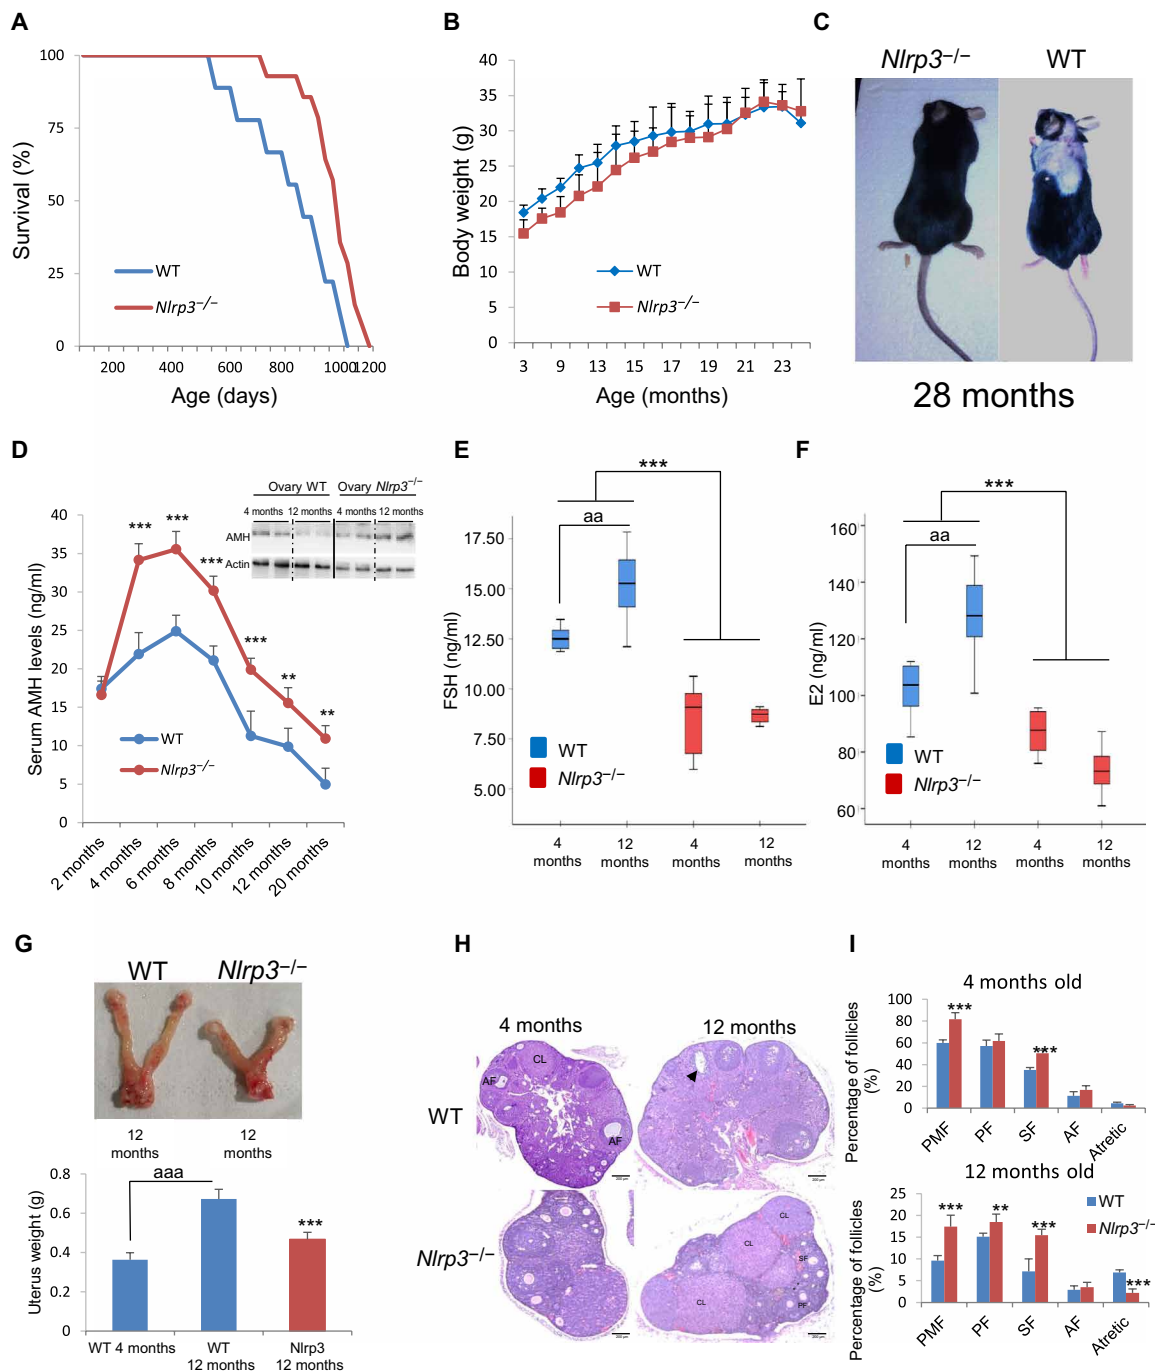 A
100
75
50
25
0
Survival (%)
WT
Nlrp3−/−
200 400 600 800 1000 1200
Age (days)
B
40
35
30
25
20
15
10
5
0
Body weight (g)
WT
Nlrp3−/−
3 9 13 15 17 19 21 23
Age (months)
C
Nlrp3−/− WT
28 months
D
Ovary WT Ovary Nlrp3−/−
4 months 12 months 4 months 12 months
AMH
Actin
40
35
30
25
20
15
10
5
0
Serum AMH levels (ng/ml)
*** *** *** *** ** **
WT
Nlrp3−/−
2 months 4 months 6 months 8 months 10 months 12 months 20 months
E
***
aa
17.50
15.00
12.50
10.00
7.50
5.00
FSH (ng/ml)
WT
Nlrp3−/−
4 12 4 12
months months months months
F
***
aa
160
140
120
100
80
60
E2 (ng/ml)
WT
Nlrp3−/−
4 12 4 12
months months months months
G
WT Nlrp3−/−
12 12
months months
0.8
0.6
0.4
0.2
0
Uterus weight (g)
aaa
***
WT 4 months WT Nlrp3
12 months 12 months
H
4 months 12 months
WT
CL
AF
AF
200 µm
200 µm
Nlrp3−/−
CL
CL
SF
CL
PF
200 µm
200 µm
I
4 months old
100
80
60
40
20
0
Percentage of follicles
(%)
*** ***
PMF PF SF AF Atretic
12 months old
25
20
15
10
5
0
Percentage of follicles
(%)
*** ** *** ***
WT
Nlrp3−/−
PMF PF SF AF Atretic